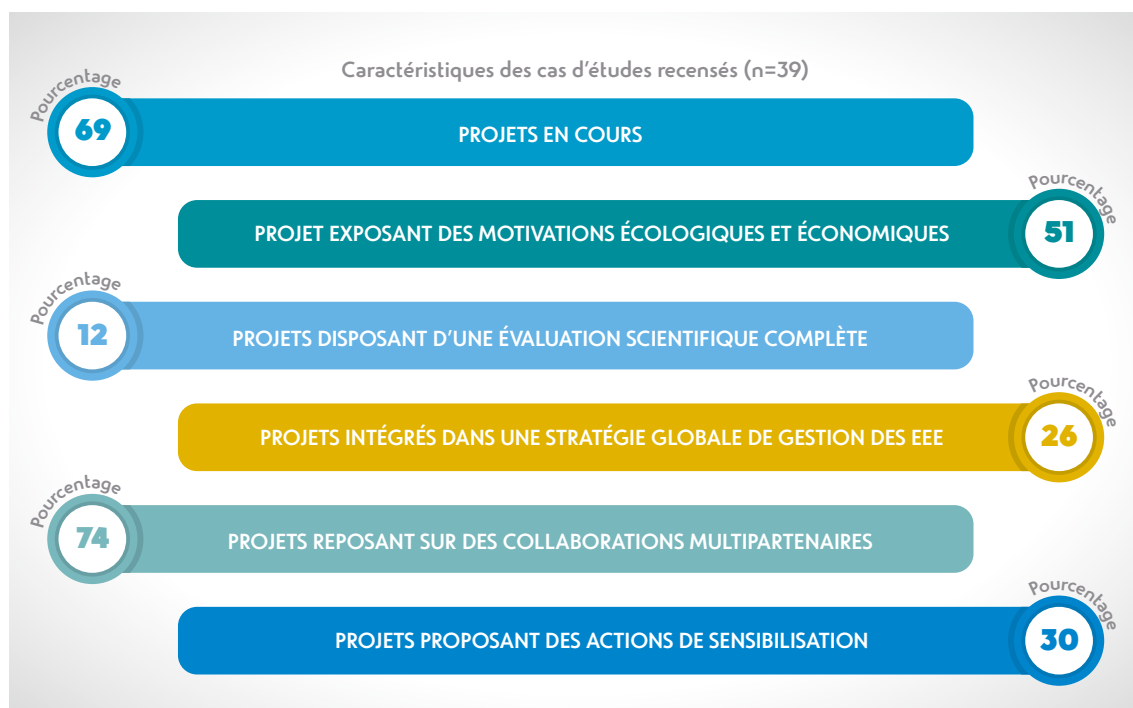 Caractéristiques des cas d'études recensés (n=39)
Pourcentage
69
PROJETS EN COURS
Pourcentage
PROJET EXPOSANT DES MOTIVATIONS ÉCOLOGIQUES ET ÉCONOMIQUES
51
Pourcentage
12
PROJETS DISPOSANT D'UNE ÉVALUATION SCIENTIFIQUE COMPLÈTE
Pourcentage
PROJETS INTÉGRÉS DANS UNE STRATÉGIE GLOBALE DE GESTION DES EEE
26
Pourcentage
74
PROJETS REPOSANT SUR DES COLLABORATIONS MULTIPARTENAIRES
Pourcentage
PROJETS PROPOSANT DES ACTIONS DE SENSIBILISATION
30